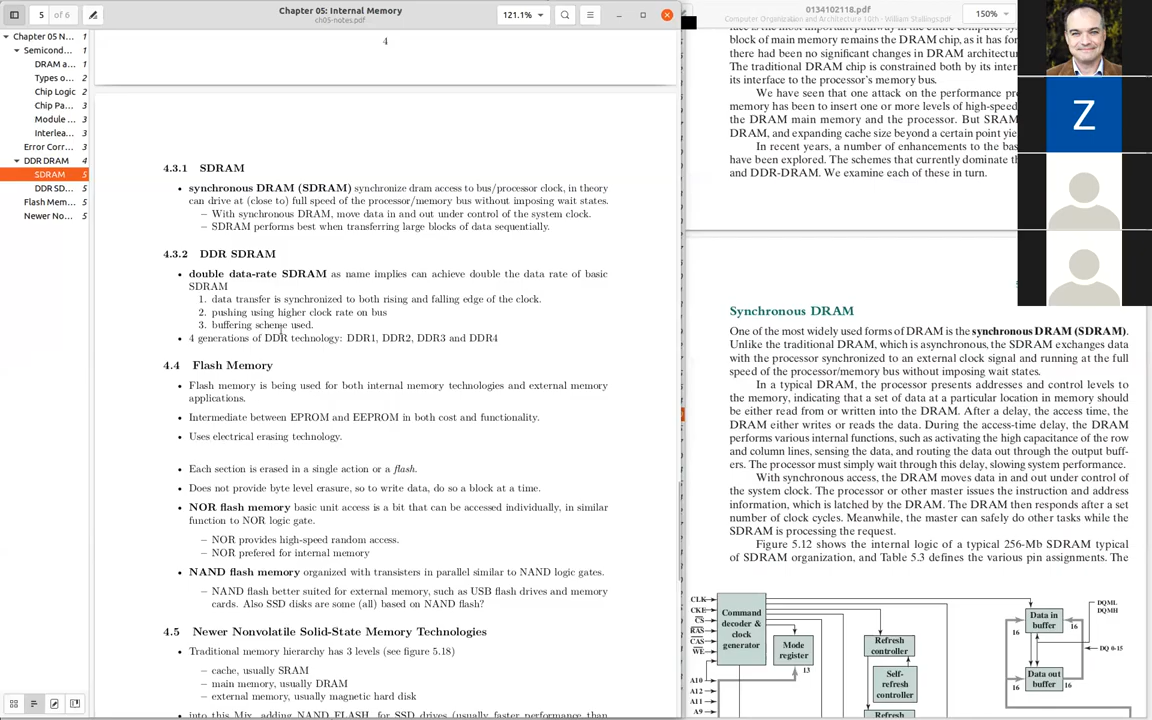 Chapter 05: Internal Memory
ch05-notes.pdf
5 of 6
121.1%
Chapter 05 N... 1
Semicond... 1
DRAM a... 1
Types o... 2
Chip Logic 2
Chip Pa... 3
Module ... 3
Interlea... 3
Error Corr... 3
DDR DRAM 4
SDRAM 5
DDR SD... 5
Flash Mem... 5
Newer No... 5
4
4.3.1 SDRAM
• synchronous DRAM (SDRAM) synchronize dram access to bus/processor clock, in theory
can drive at (close to) full speed of the processor/memory bus without imposing wait states.
– With synchronous DRAM, move data in and out under control of the system clock.
– SDRAM performs best when transferring large blocks of data sequentially.
4.3.2 DDR SDRAM
• double data-rate SDRAM as name implies can achieve double the data rate of basic
SDRAM
1. data transfer is synchronized to both rising and falling edge of the clock.
2. pushing using higher clock rate on bus
3. buffering scheme used.
• 4 generations of DDR technology: DDR1, DDR2, DDR3 and DDR4
4.4 Flash Memory
• Flash memory is being used for both internal memory technologies and external memory
applications.
• Intermediate between EPROM and EEPROM in both cost and functionality.
• Uses electrical erasing technology.
• Each section is erased in a single action or a flash.
• Does not provide byte level erasure, so to write data, do so a block at a time.
• NOR flash memory basic unit access is a bit that can be accessed individually, in similar
function to NOR logic gate.
– NOR provides high-speed random access.
– NOR prefered for internal memory
• NAND flash memory organized with transisters in parallel similar to NAND logic gates.
– NAND flash better suited for external memory, such as USB flash drives and memory
cards. Also SSD disks are some (all) based on NAND flash?
4.5 Newer Nonvolatile Solid-State Memory Technologies
• Traditional memory hierarchy has 3 levels (see figure 5.18)
– cache, usually SRAM
– main memory, usually DRAM
– external memory, usually magnetic hard disk
• into this Mix, adding NAND FLASH, for SSD drives (usually faster performance than
0134102118.pdf
Computer Organization and Architecture 10th - William Stallings.pdf
150%
block of main memory remains the DRAM chip, as it has for
there had been no significant changes in DRAM architectur
The traditional DRAM chip is constrained both by its inter
its interface to the processor's memory bus.
We have seen that one attack on the performance pro
memory has been to insert one or more levels of high-speed
the DRAM main memory and the processor. But SRAM
DRAM, and expanding cache size beyond a certain point yie
In recent years, a number of enhancements to the bas
have been explored. The schemes that currently dominate th
and DDR-DRAM. We examine each of these in turn.
Z
Synchronous DRAM
One of the most widely used forms of DRAM is the synchronous DRAM (SDRAM).
Unlike the traditional DRAM, which is asynchronous, the SDRAM exchanges data
with the processor synchronized to an external clock signal and running at the full
speed of the processor/memory bus without imposing wait states.
In a typical DRAM, the processor presents addresses and control levels to
the memory, indicating that a set of data at a particular location in memory should
be either read from or written into the DRAM. After a delay, the access time, the
DRAM either writes or reads the data. During the access-time delay, the DRAM
performs various internal functions, such as activating the high capacitance of the row
and column lines, sensing the data, and routing the data out through the output buff-
ers. The processor must simply wait through this delay, slowing system performance.
With synchronous access, the DRAM moves data in and out under control of
the system clock. The processor or other master issues the instruction and address
information, which is latched by the DRAM. The DRAM then responds after a set
number of clock cycles. Meanwhile, the master can safely do other tasks while the
SDRAM is processing the request.
Figure 5.12 shows the internal logic of a typical 256-Mb SDRAM typical
of SDRAM organization, and Table 5.3 defines the various pin assignments. The
CLK
CKE
CS
RAS
CAS
WE
A10
A12
A11
A9
Command
decoder &
clock
generator
Mode
register
13
Refresh
controller
Self-
refresh
controller
Refresh
Data in
buffer
16
16
Data out
buffer
16
16
DQML
DQMH
DQ 0-15